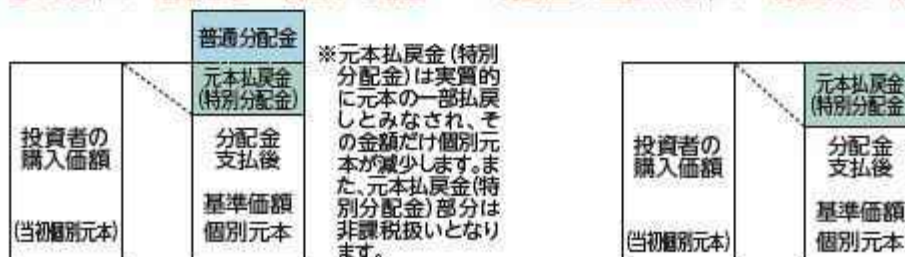 普通分配金
元本払戻金
(特別分配金)
投資者の
購入価額
(当初個別元本)
分配金
支払後
基準価額
個別元本
※元本払戻金(特別
分配金)は実質的
に元本の一部払戻
しとみなされ、そ
の金額だけ個別元
本が減少します。ま
た、元本払戻金(特
別分配金)部分は
非課税扱いとなり
ます。
投資者の
購入価額
(当初個別元本)
元本払戻金
(特別分配金
分配金
支払後
基準価額
個別元本